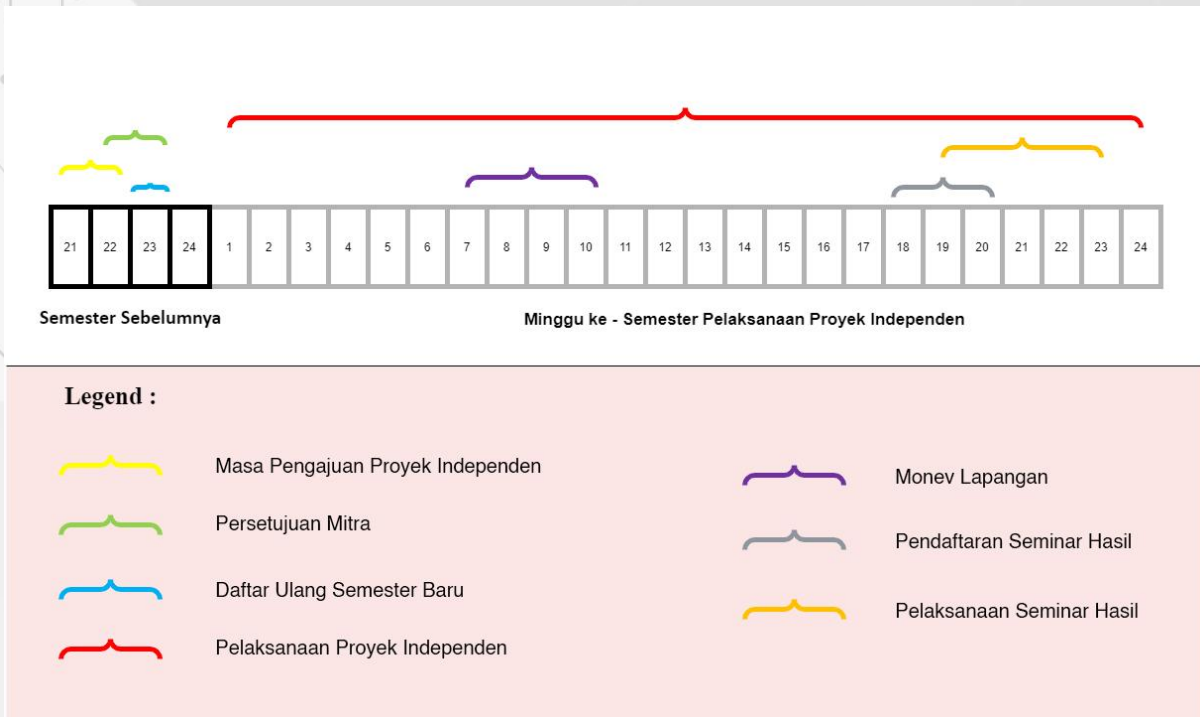 21 22 23 24 1 2 3 4 5 6 7 8 9 10 11 12 13 14 15 16 17 18 19 20 21 22 23 24
Semester Sebelumnya
Minggu ke - Semester Pelaksanaan Proyek Independen
Legend :
Masa Pengajuan Proyek Independen
Persetujuan Mitra
Daftar Ulang Semester Baru
Pelaksanaan Proyek Independen
Monev Lapangan
Pendaftaran Seminar Hasil
Pelaksanaan Seminar Hasil